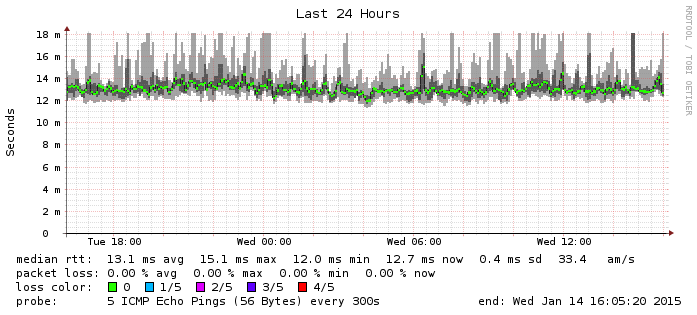 Last 24 Hours
RRDTOOL / TOBI OETIKER
Seconds
18 m
16 m
14 m
12 m
10 m
8 m
6 m
4 m
2 m
0
Tue 18:00 Wed 00:00 Wed 06:00 Wed 12:00
median rtt: 13.1 ms avg 15.1 ms max 12.0 ms min 12.7 ms now 0.4 ms sd 33.4 am/s
packet loss: 0.00 % avg 0.00 % max 0.00 % min 0.00 % now
loss color: 0 1/5 2/5 3/5 4/5
probe: 5 ICMP Echo Pings (56 Bytes) every 300s end: Wed Jan 14 16:05:20 2015